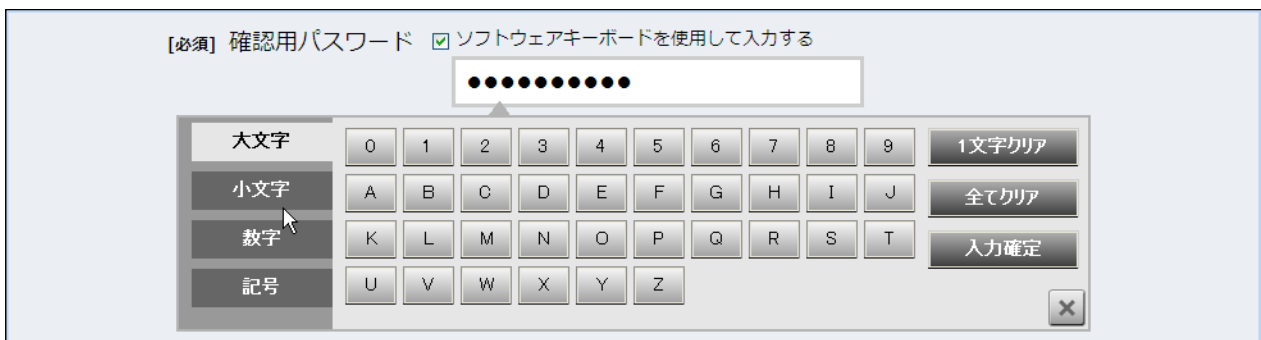 [必須] 確認用パスワード ☑ ソフトウェアキーボードを使用して入力する
●●●●●●●●●●
大文字 0 1 2 3 4 5 6 7 8 9 1文字クリア
小文字 A B C D E F G H I J 全てクリア
数字 K L M N O P Q R S T 入力確定
記号 U V W X Y Z
×